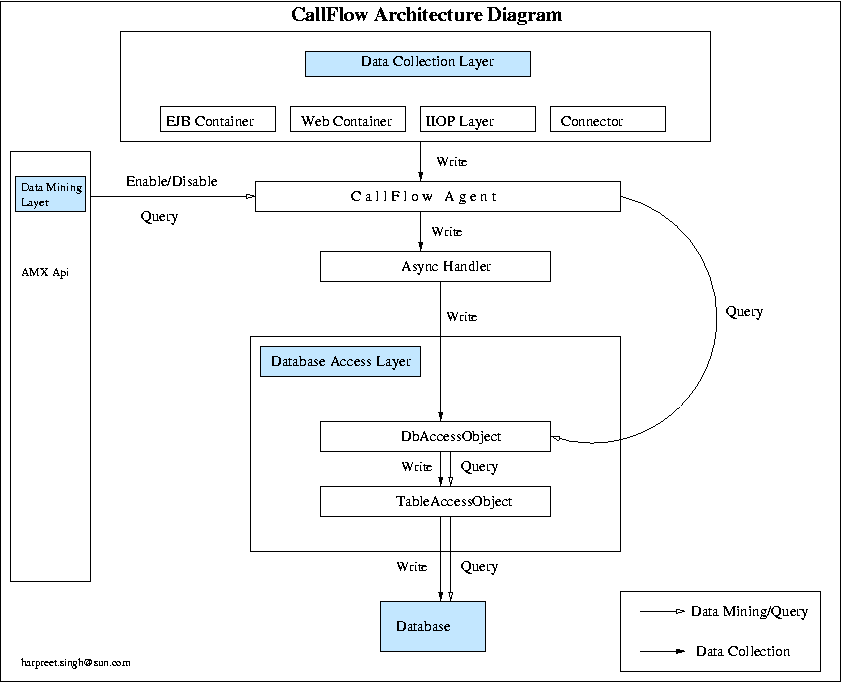 CallFlow Architecture Diagram
Data Collection Layer
EJB Container
Web Container
IIOP Layer
Connector
Write
Data Mining
Layer
Enable/Disable
Query
CallFlow Agent
Write
AMX Api
Async Handler
Query
Write
Database Access Layer
DbAccessObject
Write
Query
TableAccessObject
Write
Query
Database
Data Mining/Query
Data Collection
harpreet.singh@sun.com